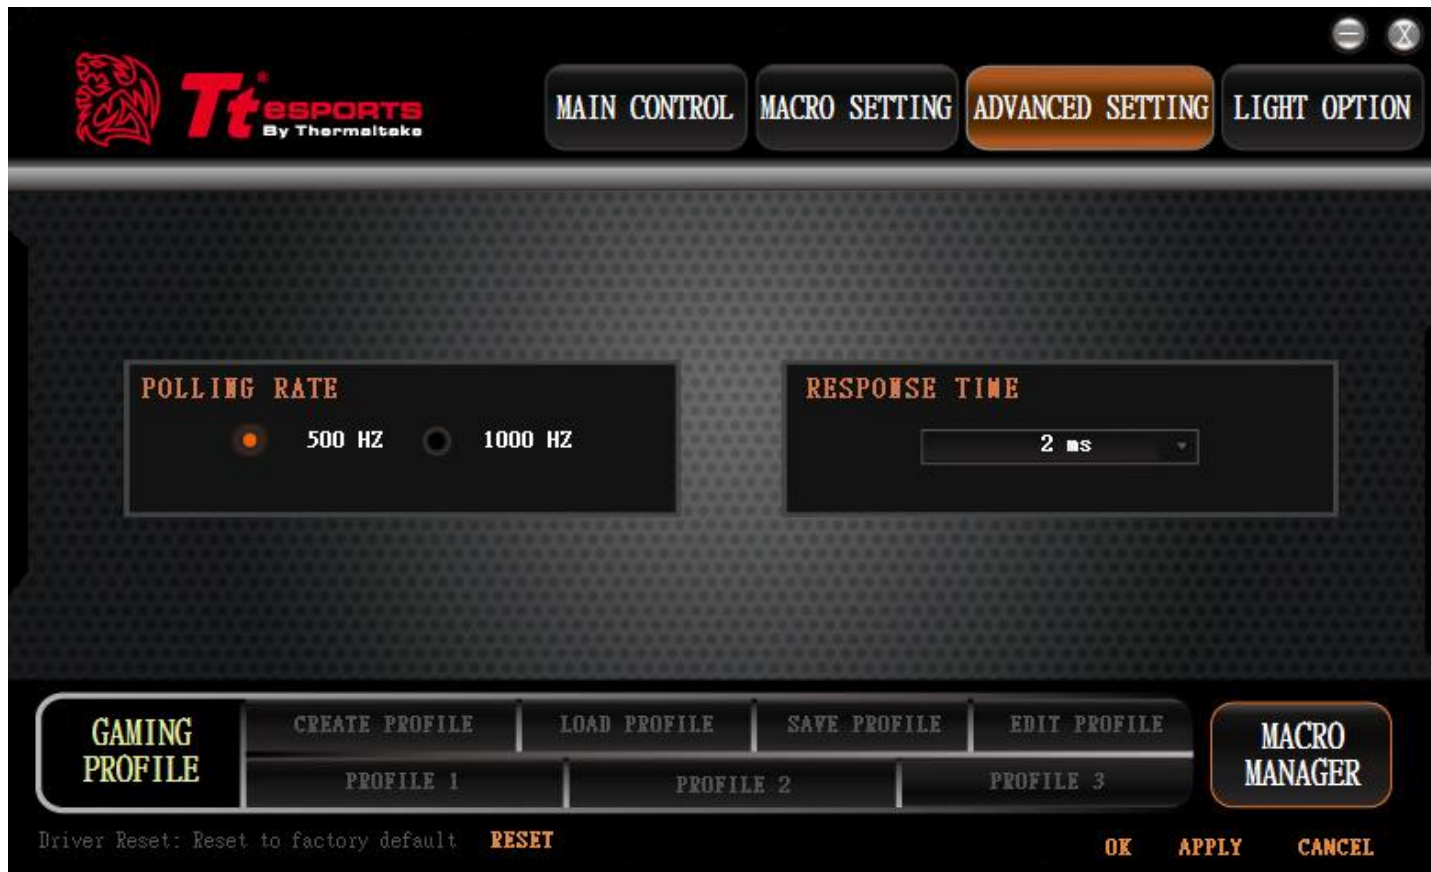 Tt® eSPORTS
By Thermaltake
MAIN CONTROL
MACRO SETTING
ADVANCED SETTING
LIGHT OPTION
POLLING RATE
500 HZ
1000 HZ
RESPONSE TIME
2 ms
GAMING
PROFILE
CREATE PROFILE
LOAD PROFILE
SAVE PROFILE
EDIT PROFILE
PROFILE 1
PROFILE 2
PROFILE 3
MACRO
MANAGER
Driver Reset: Reset to factory default RESET
OK APPLY CANCEL